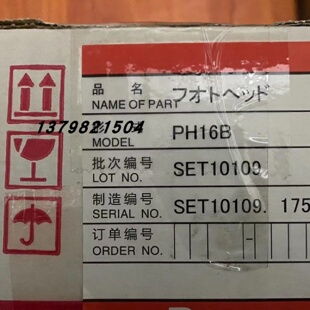 品 名 フオトヘッド
NAME OF PART
1379821504
MODEL PH16B
批次编号
LOT NO. SET10109
制造编号
SERIAL NO. SET10109. 175
订单编号
ORDER NO.